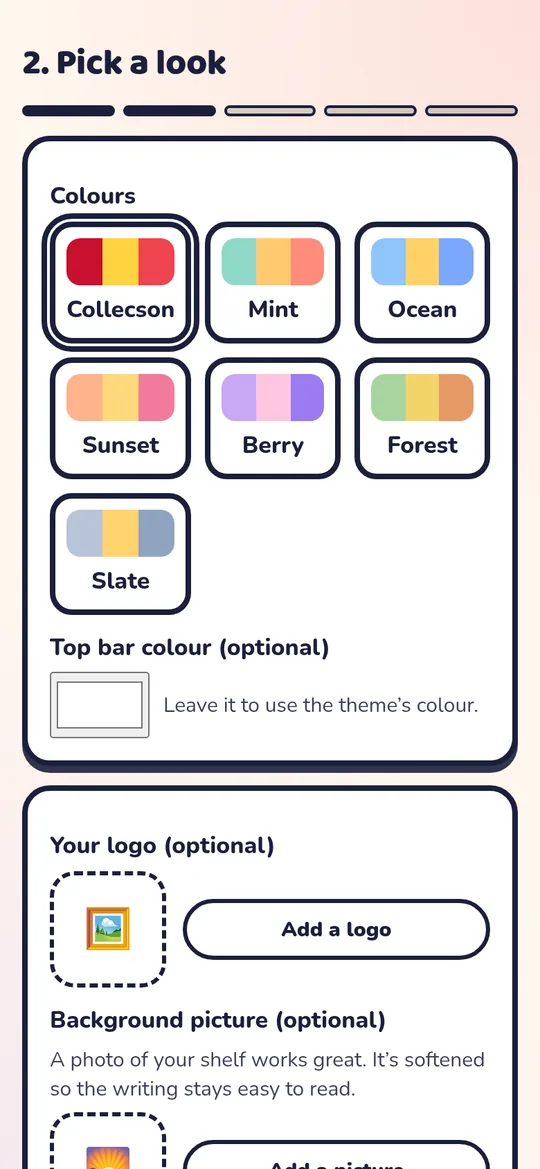 2. Pick a look
Colours
Collecson
Mint
Ocean
Sunset
Berry
Forest
Slate
Top bar colour (optional)
Leave it to use the theme’s colour.
Your logo (optional)
Add a logo
Background picture (optional)
A photo of your shelf works great. It’s softened
so the writing stays easy to read.
Add a picture